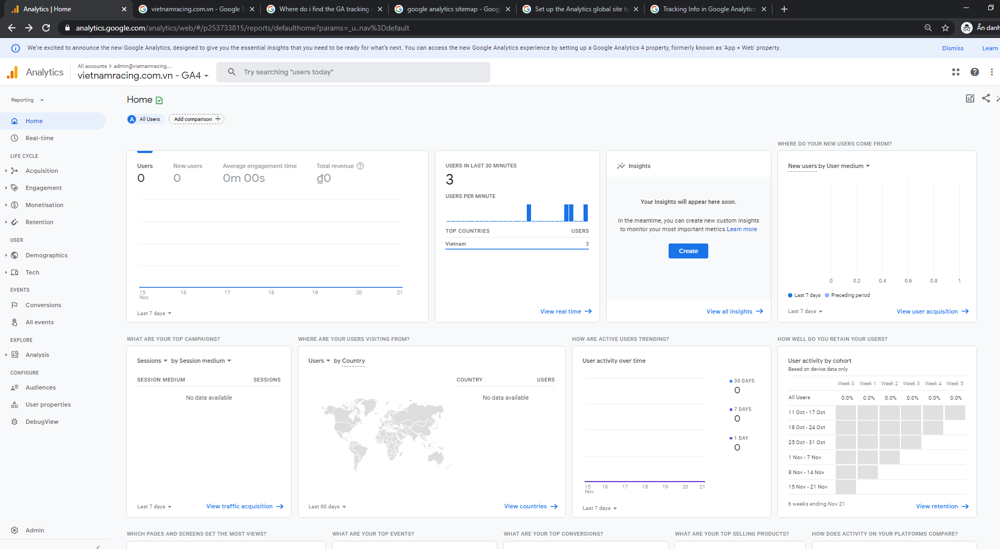 Analytics | Home
vietnamracing.com.vn - Google S
Where do i find the GA tracking i
google analytics sitemap - Googl
Set up the Analytics global site ta
Tracking Info in Google Analytics
analytics.google.com/analytics/web/#/p253733815/reports/defaulthome?params=_u..nav%3Ddefault
Ẩn danh
We're excited to announce the new Google Analytics, designed to give you the essential insights that you need to be ready for what's next. You can access the new Google Analytics experience by setting up a Google Analytics 4 property, formerly known as 'App + Web' property.
Dismiss
Learn
Analytics
All accounts > admin@vietnamracing....
vietnamracing.com.vn - GA4
Try searching "users today"
Reporting
Home
Real-time
LIFE CYCLE
Acquisition
Engagement
Monetisation
Retention
USER
Demographics
Tech
EVENTS
Conversions
All events
EXPLORE
Analysis
CONFIGURE
Audiences
User properties
DebugView
Admin
Home
A All Users
Add comparison +
Users
0
New users
0
Average engagement time
0m 00s
Total revenue
₫0
15 Nov 16 17 18 19 20 21
Last 7 days
USERS IN LAST 30 MINUTES
3
USERS PER MINUTE
TOP COUNTRIES USERS
Vietnam 3
View real time
Insights
Your Insights will appear here soon.
In the meantime, you can create new custom insights
to monitor your most important metrics.Learn more
Create
View all insights
WHERE DO YOUR NEW USERS COME FROM?
New users by User medium
0 0.2 0.4 0.6 0.8 1
Last 7 days Preceding period
Last 7 days
View user acquisition
WHAT ARE YOUR TOP CAMPAIGNS?
Sessions by Session medium
SESSION MEDIUM SESSIONS
No data available
Last 7 days
View traffic acquisition
WHERE ARE YOUR USERS VISITING FROM?
Users by Country
COUNTRY USERS
No data available
Last 60 days
View countries
HOW ARE ACTIVE USERS TRENDING?
User activity over time
30 DAYS
0
7 DAYS
0
1 DAY
0
15 Nov 16 17 18 19 20 21
Last 7 days
HOW WELL DO YOU RETAIN YOUR USERS?
User activity by cohort
Based on device data only
Week 0 Week 1 Week 2 Week 3 Week 4 Week 5
All Users 0.0% 0.0% 0.0% 0.0% 0.0% 0.0%
11 Oct - 17 Oct
18 Oct - 24 Oct
25 Oct - 31 Oct
1 Nov - 7 Nov
8 Nov - 14 Nov
15 Nov - 21 Nov
6 weeks ending Nov 21
View retention
WHICH PAGES AND SCREENS GET THE MOST VIEWS?
WHAT ARE YOUR TOP EVENTS?
WHAT ARE YOUR TOP CONVERSIONS?
WHAT ARE YOUR TOP SELLING PRODUCTS?
HOW DOES ACTIVITY ON YOUR PLATFORMS COMPARE?